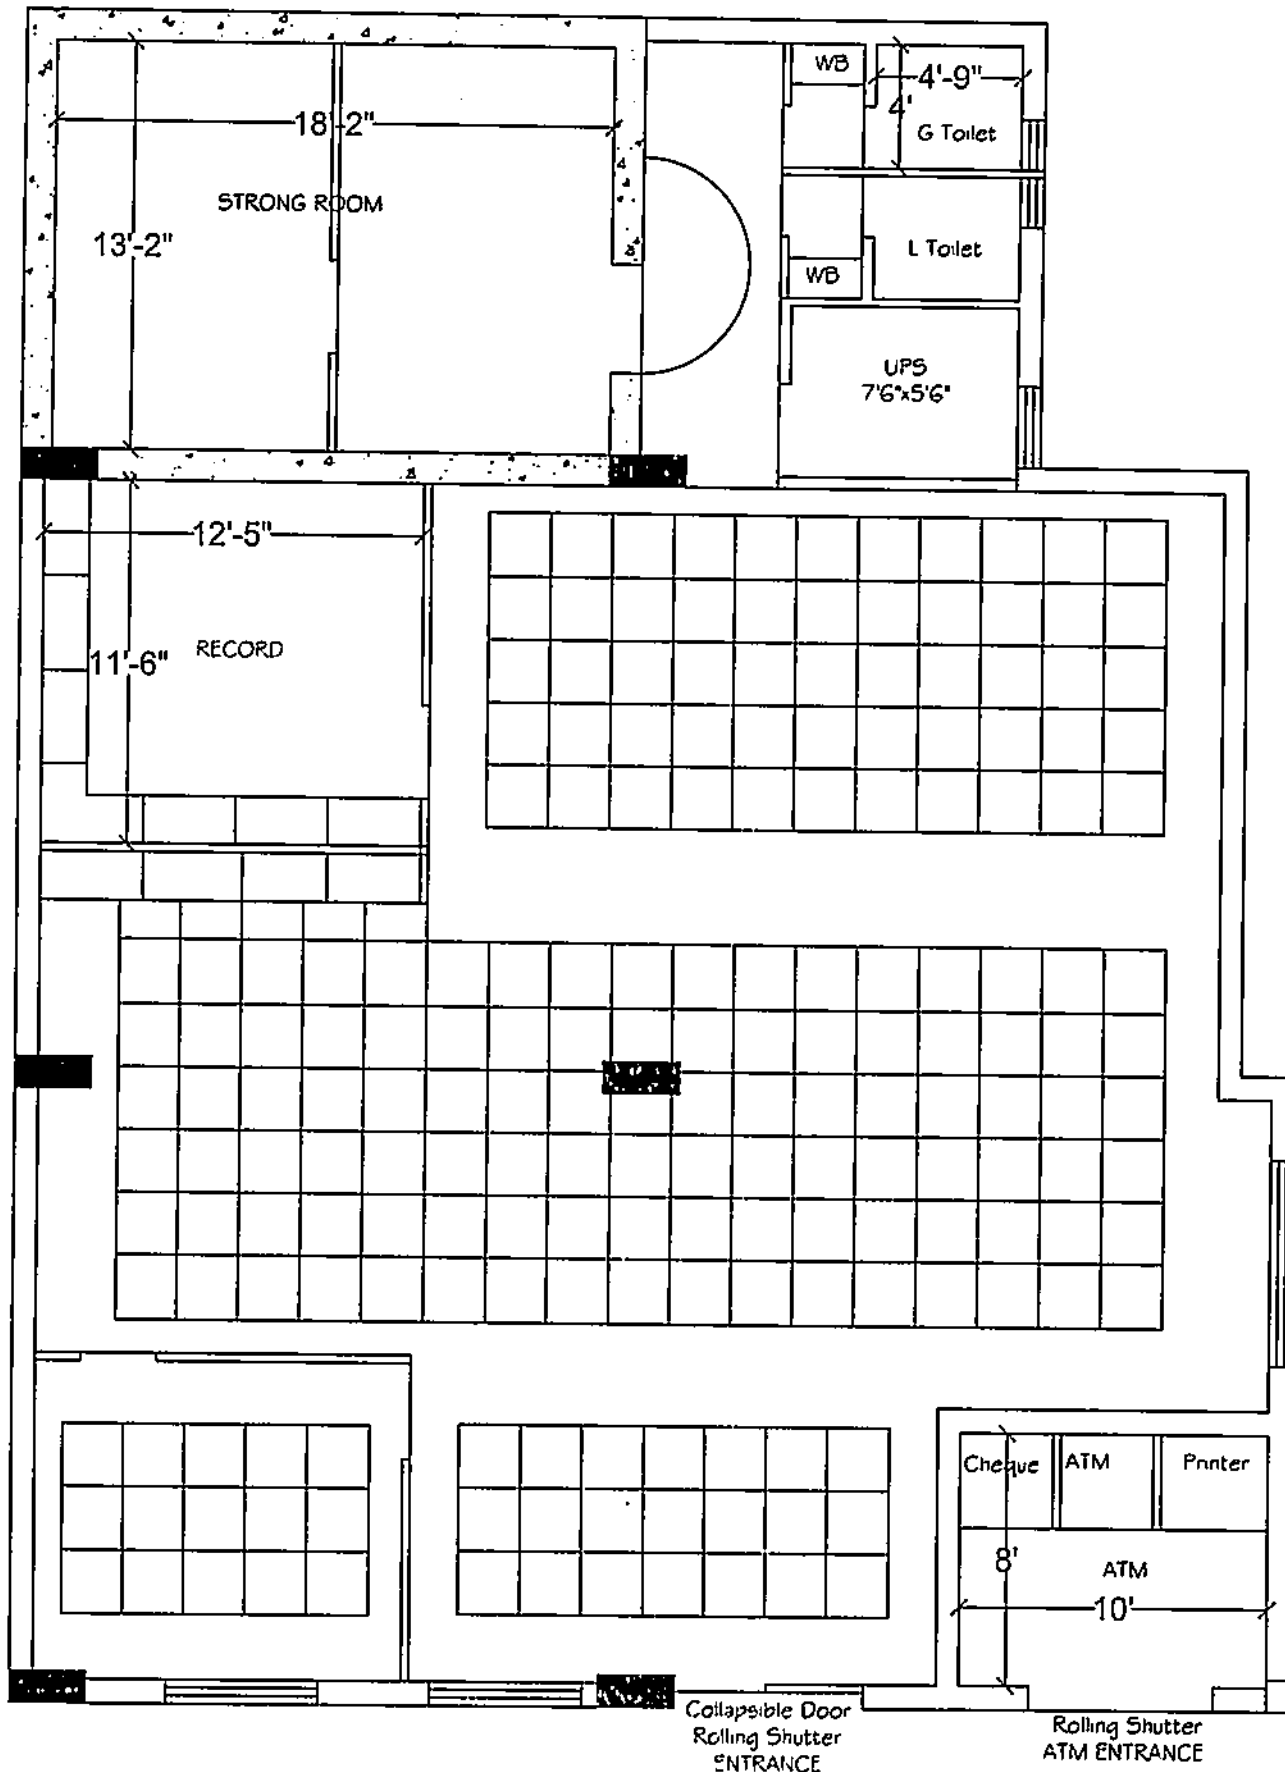 WB
4'-9"
4'
G Toilet
18'-2"
STRONG ROOM
13'-2"
L Toilet
WB
UPS
7'6"x5'6"
12'-5"
RECORD
11'-6"
Cheque
ATM
Printer
8'
ATM
10'
Collapsible Door
Rolling Shutter
ENTRANCE
Rolling Shutter
ATM ENTRANCE